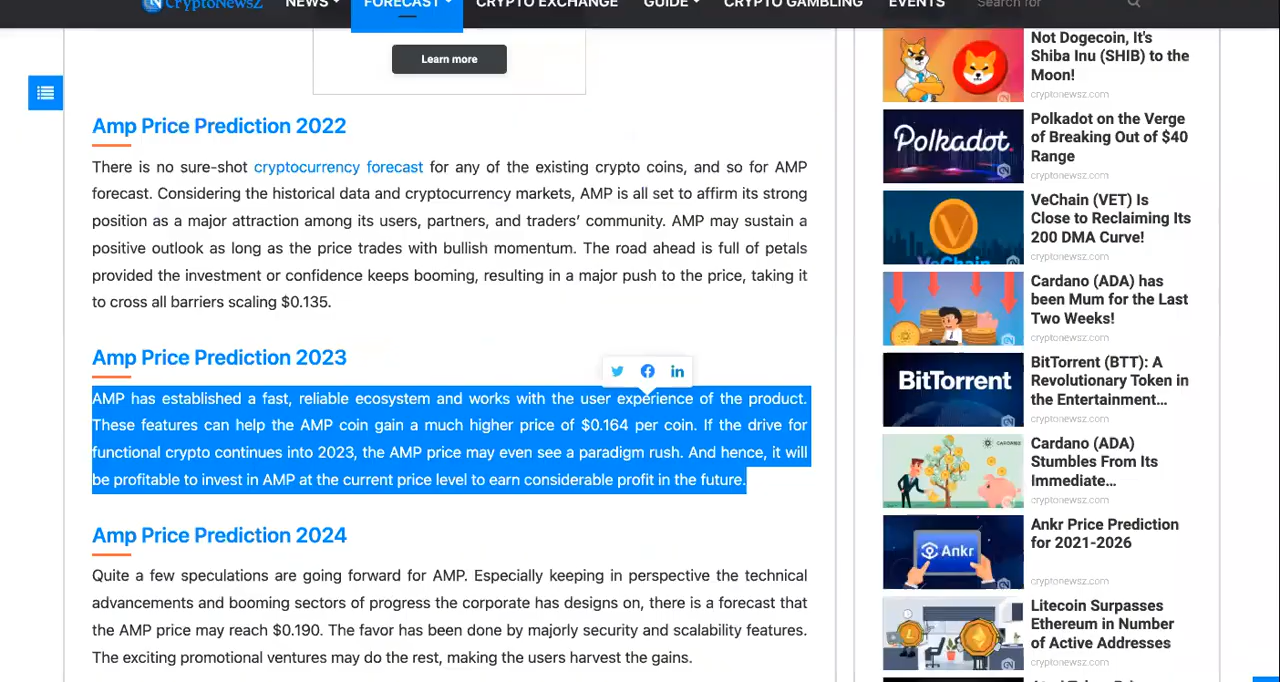 CryptoNewsZ
NEWS
FORECAST
CRYPTO EXCHANGE
GUIDE
CRYPTO GAMBLING
EVENTS
Search for
Learn more
Amp Price Prediction 2022
There is no sure-shot cryptocurrency forecast for any of the existing crypto coins, and so for AMP
forecast. Considering the historical data and cryptocurrency markets, AMP is all set to affirm its strong
position as a major attraction among its users, partners, and traders’ community. AMP may sustain a
positive outlook as long as the price trades with bullish momentum. The road ahead is full of petals
provided the investment or confidence keeps booming, resulting in a major push to the price, taking it
to cross all barriers scaling $0.135.
Amp Price Prediction 2023
AMP has established a fast, reliable ecosystem and works with the user experience of the product.
These features can help the AMP coin gain a much higher price of $0.164 per coin. If the drive for
functional crypto continues into 2023, the AMP price may even see a paradigm rush. And hence, it will
be profitable to invest in AMP at the current price level to earn considerable profit in the future.
Amp Price Prediction 2024
Quite a few speculations are going forward for AMP. Especially keeping in perspective the technical
advancements and booming sectors of progress the corporate has designs on, there is a forecast that
the AMP price may reach $0.190. The favor has been done by majorly security and scalability features.
The exciting promotional ventures may do the rest, making the users harvest the gains.
Not Dogecoin, It's
Shiba Inu (SHIB) to the
Moon!
cryptonewsz.com
Polkadot.
Polkadot on the Verge
of Breaking Out of $40
Range
cryptonewsz.com
VeChain
VeChain (VET) Is
Close to Reclaiming Its
200 DMA Curve!
cryptonewsz.com
Cardano (ADA) has
been Mum for the Last
Two Weeks!
cryptonewsz.com
BitTorrent
BitTorrent (BTT): A
Revolutionary Token in
the Entertainment...
cryptonewsz.com
CARDANO
Cardano (ADA)
Stumbles From Its
Immediate...
cryptonewsz.com
Ankr
Ankr Price Prediction
for 2021-2026
cryptonewsz.com
Litecoin Surpasses
Ethereum in Number
of Active Addresses
cryptonewsz.com